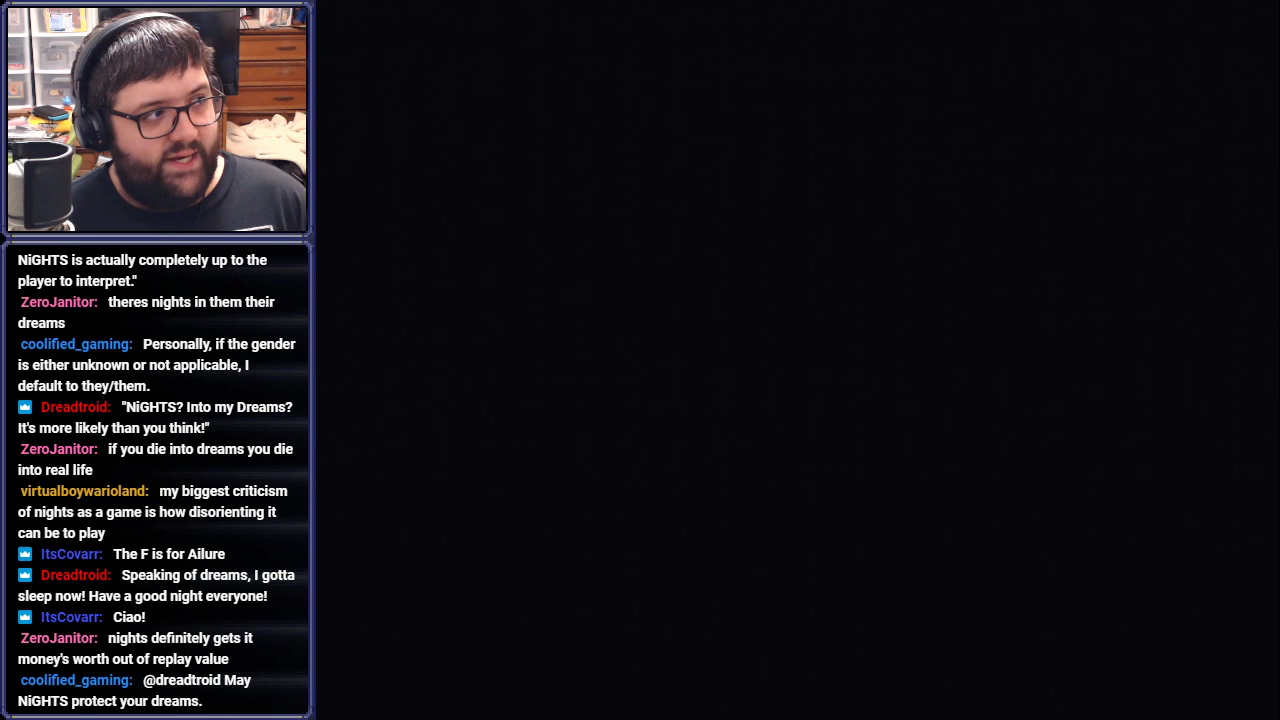 NiGHTS is actually completely up to the
player to interpret."
ZeroJanitor: theres nights in them their
dreams
coolified_gaming: Personally, if the gender
is either unknown or not applicable, I
default to they/them.
Dreadtroid: "NiGHTS? Into my Dreams?
It's more likely than you think!"
ZeroJanitor: if you die into dreams you die
into real life
virtualboywarioland: my biggest criticism
of nights as a game is how disorienting it
can be to play
ItsCovarr: The F is for Ailure
Dreadtroid: Speaking of dreams, I gotta
sleep now! Have a good night everyone!
ItsCovarr: Ciao!
ZeroJanitor: nights definitely gets it
money's worth out of replay value
coolified_gaming: @dreadtroid May
NiGHTS protect your dreams.